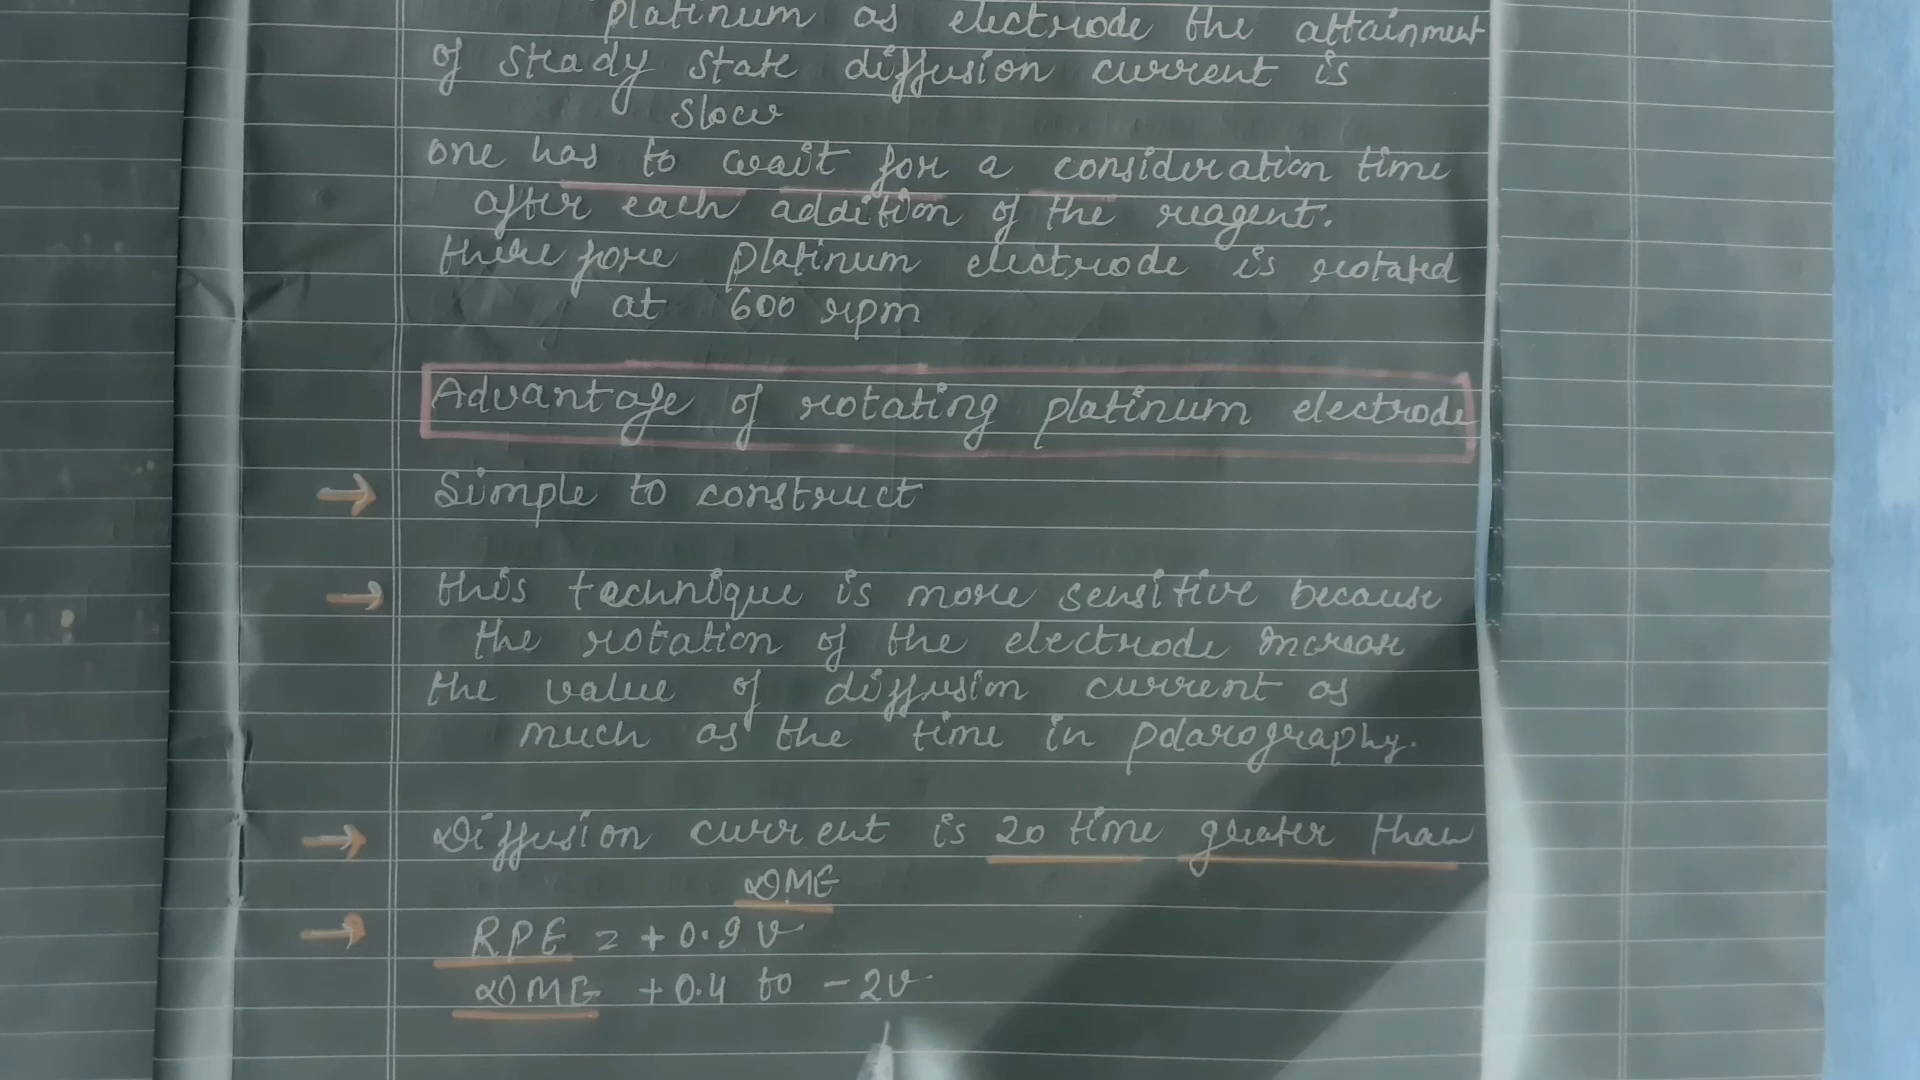 platinum as electrode the attainment
of steady state diffusion current is
slow
one has to wait for a consideration time
after each addition of the reagent.
there fore platinum electrode is rotated
at 600 rpm
Advantage of rotating platinum electrode
→ Simple to construct
→ this technique is more sensitive because
the rotation of the electrode increase
the value of diffusion current as
much as the time in polarography.
→ Diffusion current is 20 time greater than
DME
→ RPE = +0.9 v
DME +0.4 to -2v